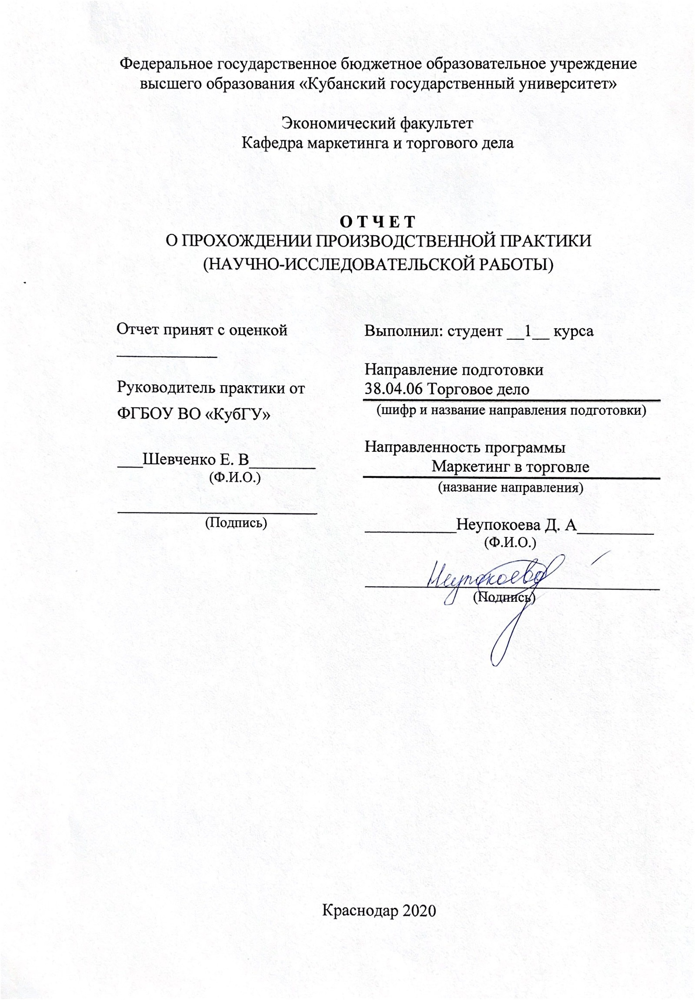 Федеральное государственное бюджетное образовательное учреждение
высшего образования «Кубанский государственный университет»
Экономический факультет
Кафедра маркетинга и торгового дела
О Т Ч Е Т
О ПРОХОЖДЕНИИ ПРОИЗВОДСТВЕННОЙ ПРАКТИКИ
(НАУЧНО-ИССЛЕДОВАТЕЛЬСКОЙ РАБОТЫ)
Отчет принят с оценкой
____________
Руководитель практики от
ФГБОУ ВО «КубГУ»
___Шевченко Е. В________
(Ф.И.О.)
(Подпись)
Выполнил: студент __1__ курса
Направление подготовки
38.04.06 Торговое дело
(шифр и название направления подготовки)
Направленность программы
Маркетинг в торговле
(название направления)
___________Неупокоева Д. А_________
(Ф.И.О.)
Неупокоева
(Подпись)
Краснодар 2020